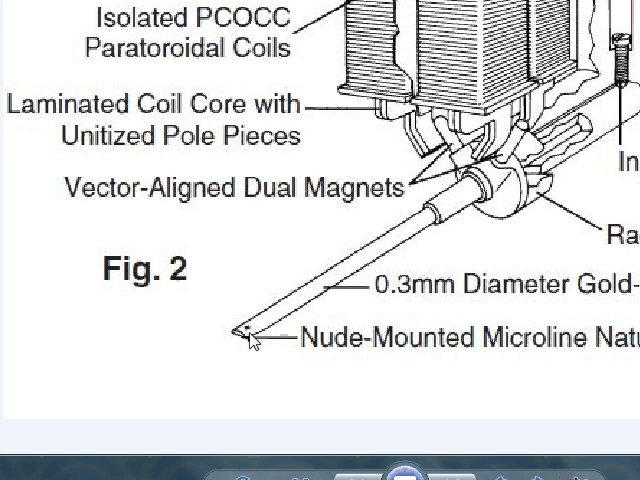 Isolated PCOCC
Paratoroidal Coils
Laminated Coil Core with
Unitized Pole Pieces
In
Vector-Aligned Dual Magnets
Ra
Fig. 2
0.3mm Diameter Gold-
Nude-Mounted Microline Natu